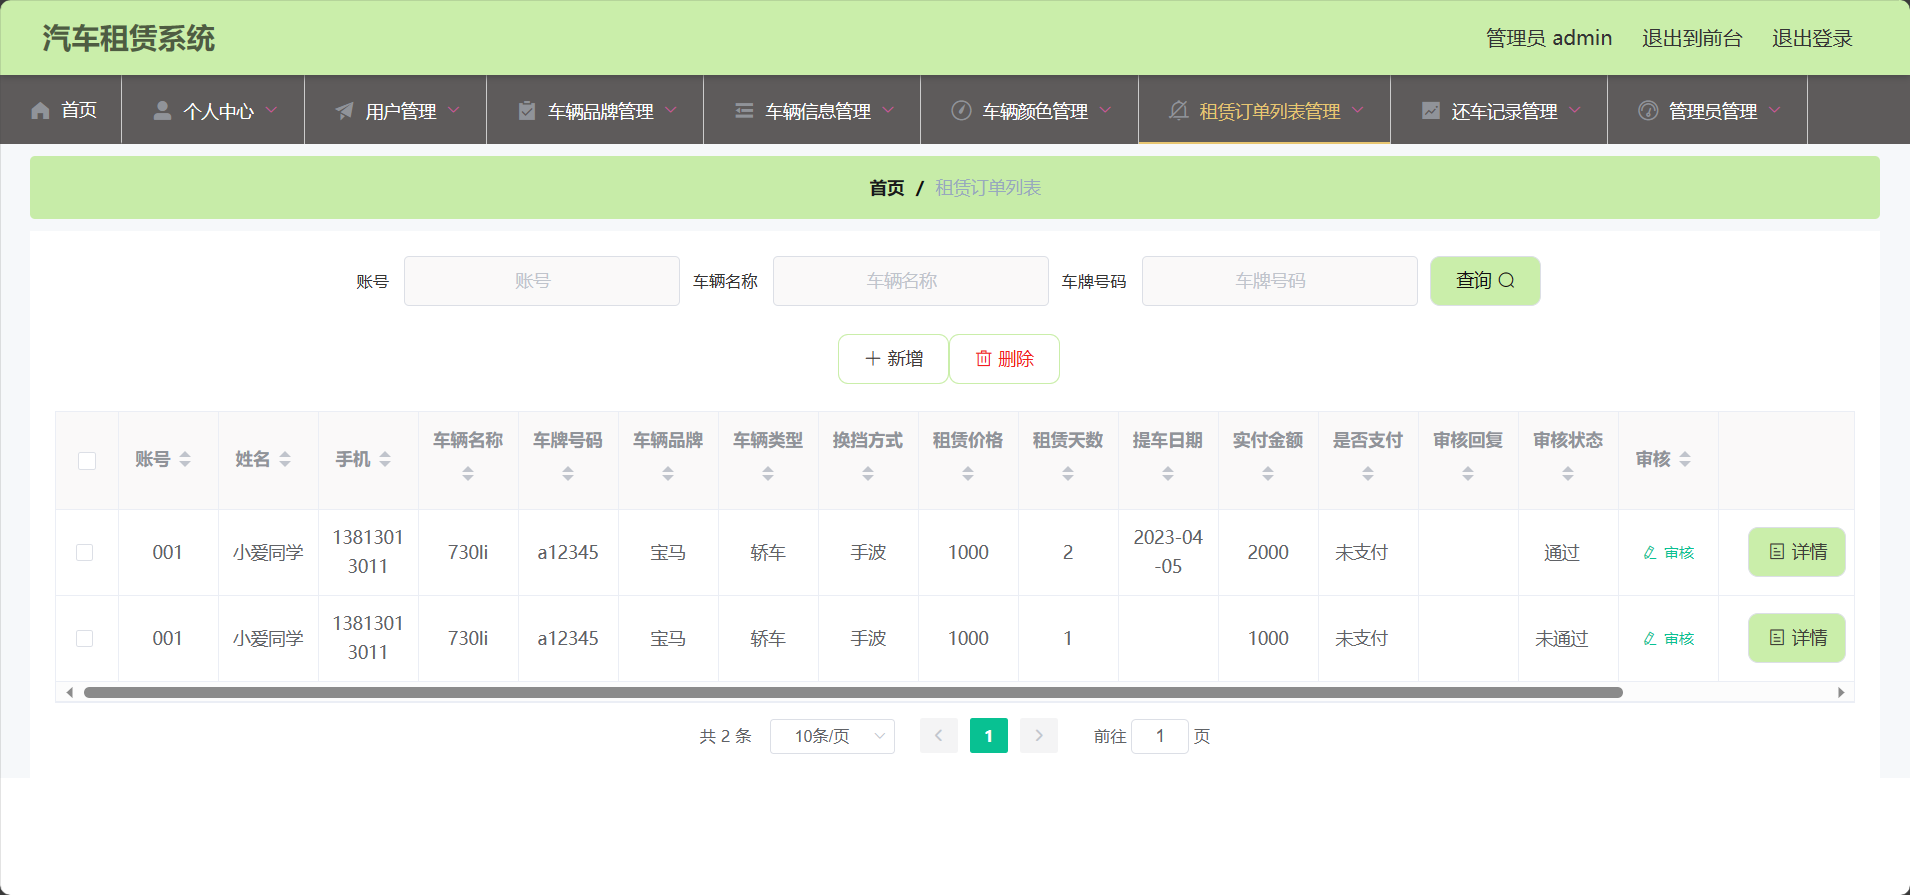 汽车租赁系统
管理员 admin 退出到前台 退出登录
首页 个人中心 用户管理 车辆品牌管理 车辆信息管理 车辆颜色管理 租赁订单列表管理 还车记录管理 管理员管理
首页 / 租赁订单列表
账号 账号 车辆名称 车辆名称 车牌号码 车牌号码 查询
新增 删除
账号 姓名 手机 车辆名称 车牌号码 车辆品牌 车辆类型 换挡方式 租赁价格 租赁天数 提车日期 实付金额 是否支付 审核回复 审核状态 审核
001 小爱同学 13813013011 730li a12345 宝马 轿车 手波 1000 2 2023-04-05 2000 未支付 通过 审核 详情
001 小爱同学 13813013011 730li a12345 宝马 轿车 手波 1000 1 1000 未支付 未通过 审核 详情
共 2 条 10条/页 1 前往 1 页